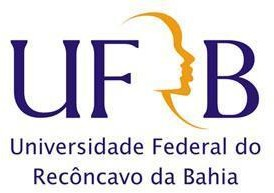 UFRB
Universidade Federal do
Recôncavo da Bahia